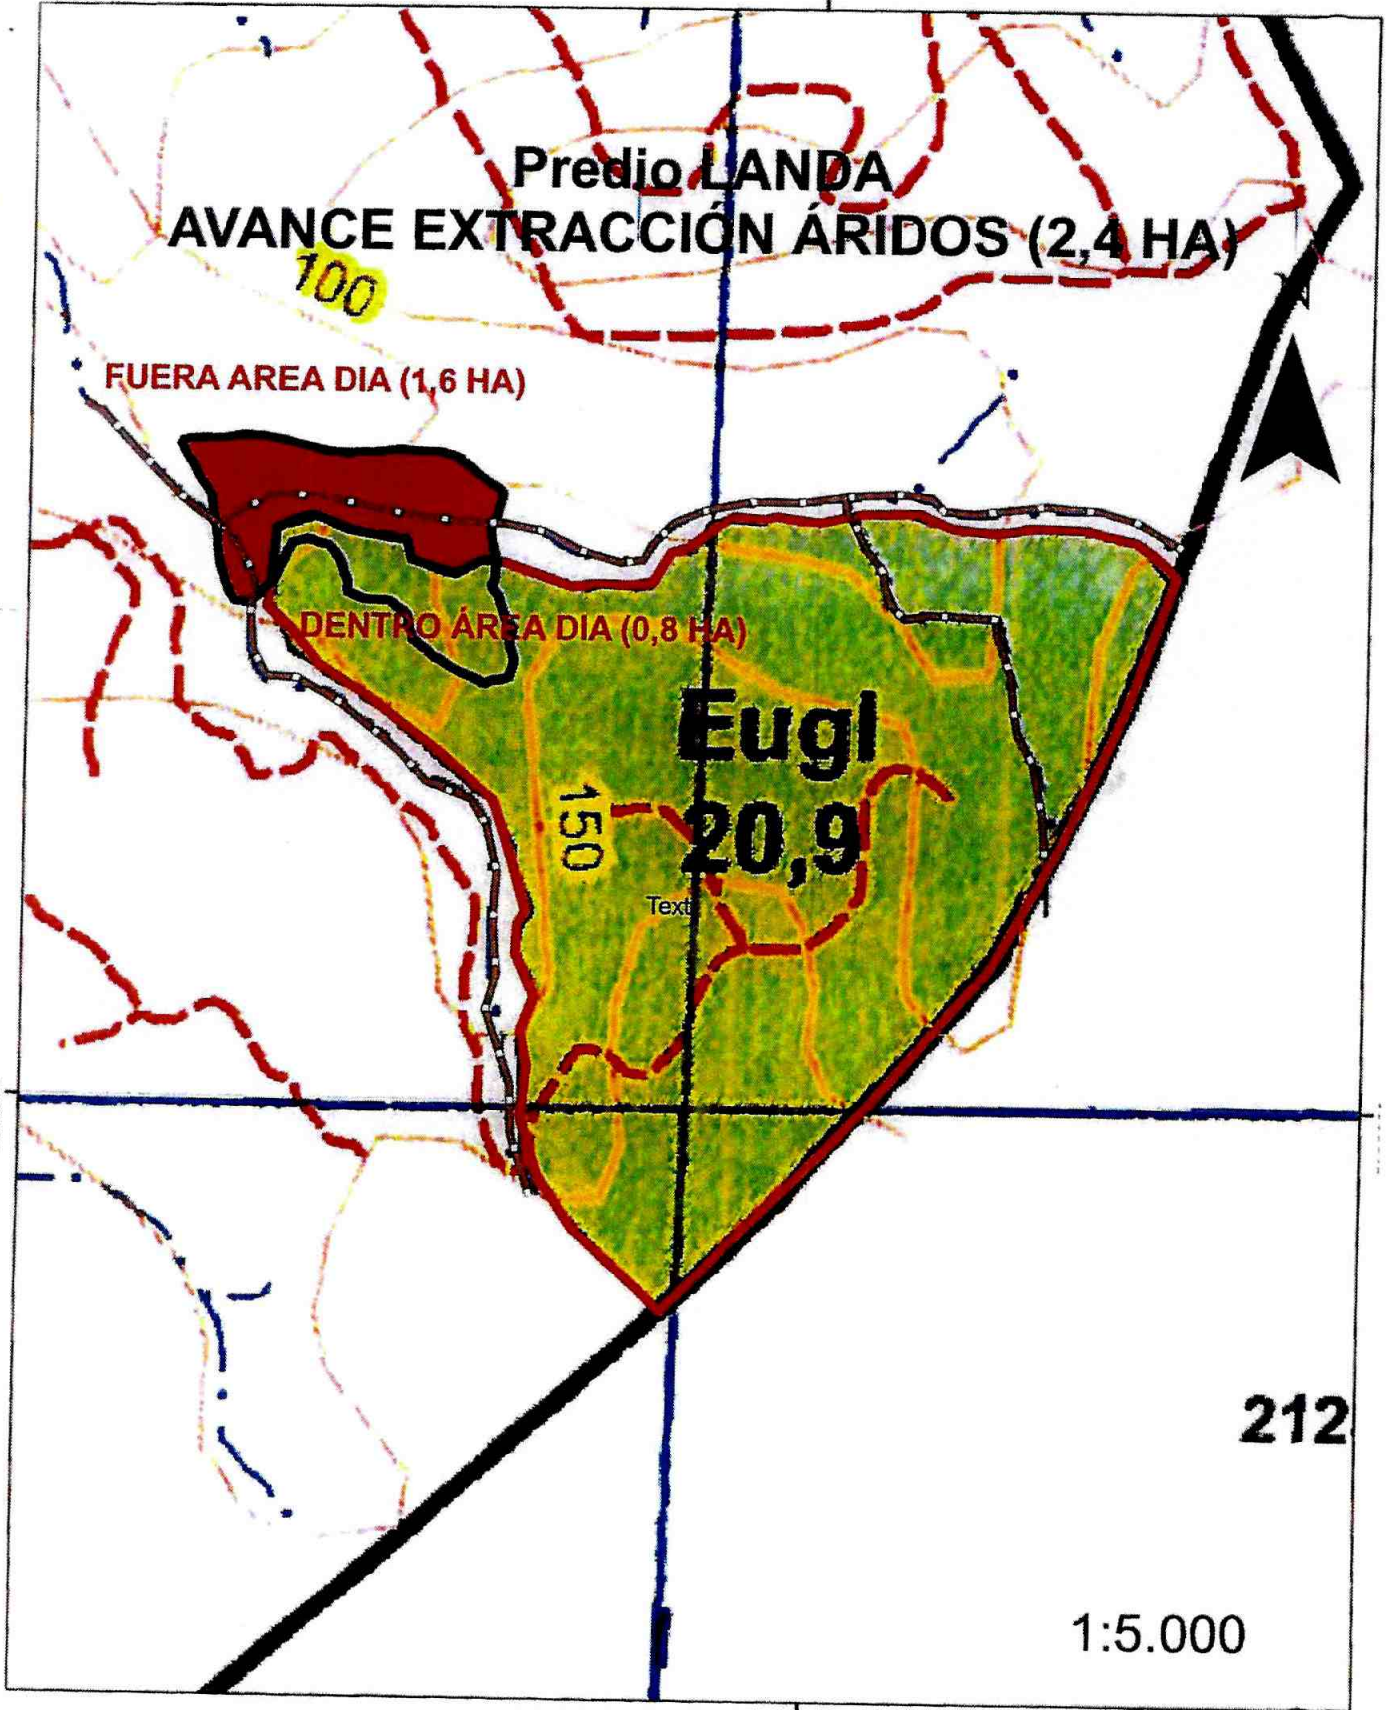 Predio LANDA
AVANCE EXTRACCIÓN ÁRIDOS (2,4 HA)
N
100
FUERA AREA DIA (1,6 HA)
DENTRO ÁREA DIA (0,8 HA)
Eugl
20,9
150
Text
212
1:5.000